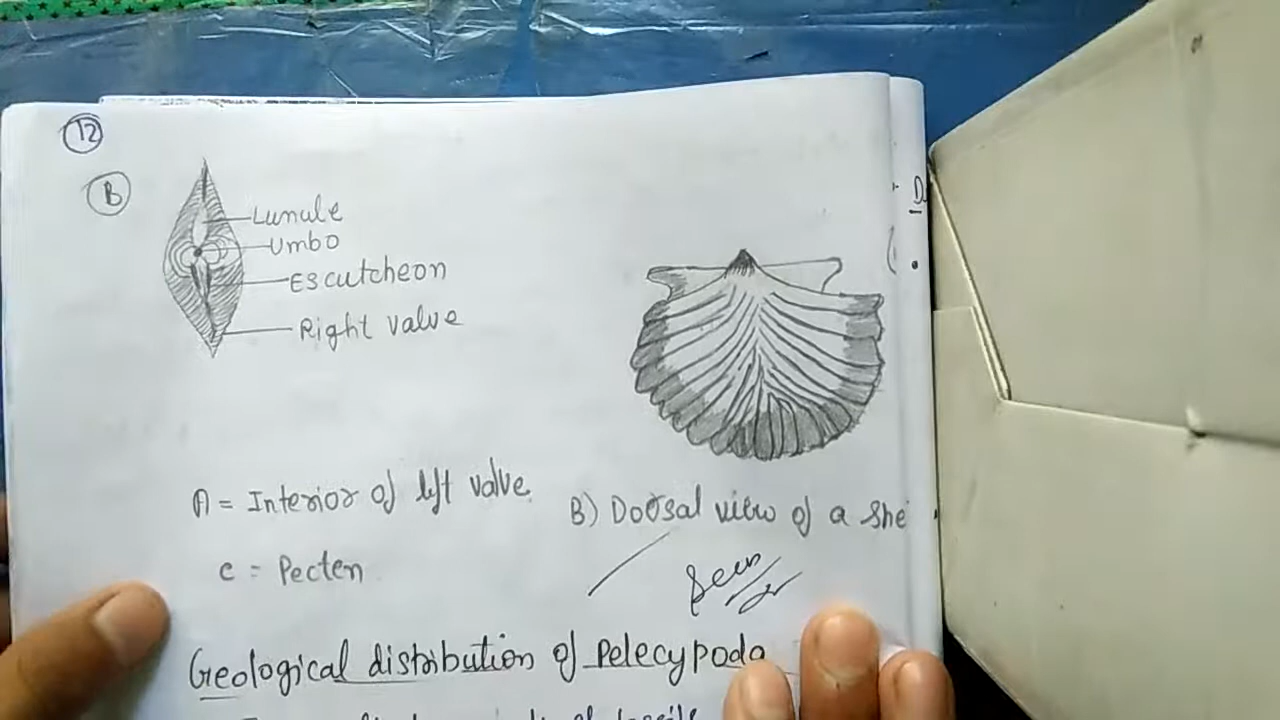 12
B
Lunule
Umbo
Escutcheon
Right valve
A = Interior of left valve
B) Dorsal view of a she
C = Pecten
Seen
Geological distribution of Pelecypoda